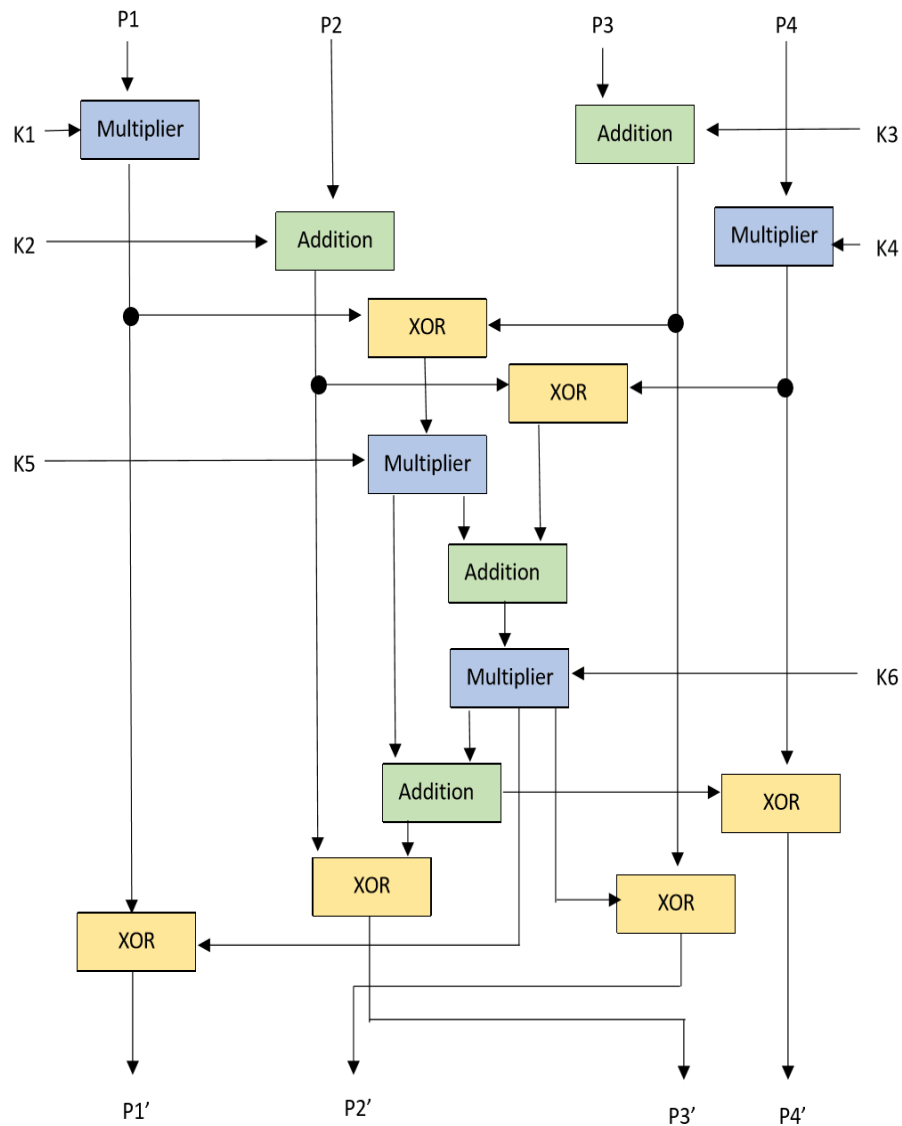 P1
P2
P3
P4
K1
Multiplier
Addition
K3
K2
Addition
Multiplier
K4
XOR
XOR
K5
Multiplier
Addition
Multiplier
K6
Addition
XOR
XOR
XOR
XOR
P1’
P2’
P3’
P4’